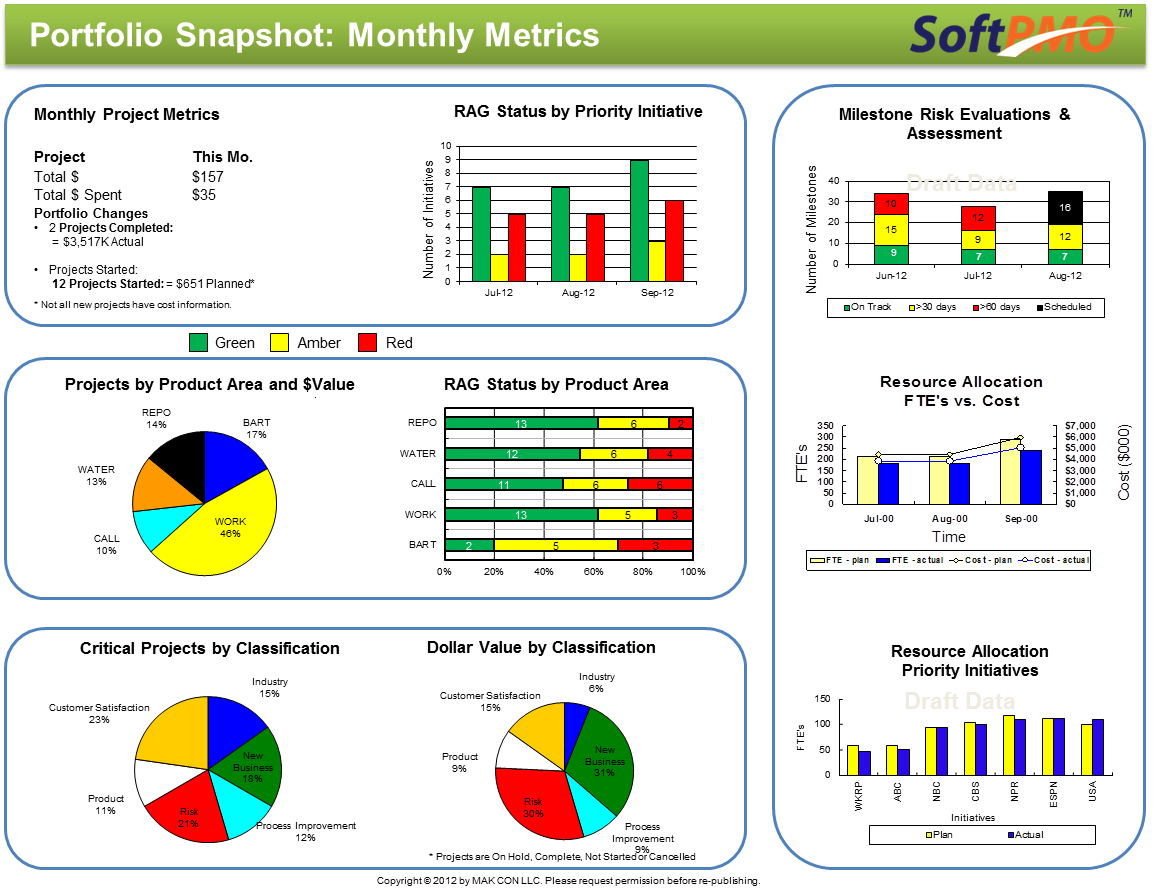 Portfolio Snapshot: Monthly Metrics
SoftPMO™
Monthly Project Metrics
Project This Mo.
Total $ $157
Total $ Spent $35
Portfolio Changes
• 2 Projects Completed:
= $3,517K Actual
• Projects Started:
12 Projects Started: = $651 Planned*
* Not all new projects have cost information.
RAG Status by Priority Initiative
Number of Initiatives
10
9
8
7
6
5
4
3
2
1
0
Jul-12 Aug-12 Sep-12
Green Amber Red
Projects by Product Area and $Value
REPO
14%
BART
17%
WATER
13%
WORK
46%
CALL
10%
RAG Status by Product Area
REPO 13 6 2
WATER 12 6 4
CALL 11 6 6
WORK 13 5 3
BART 2 5 3
0% 20% 40% 60% 80% 100%
Critical Projects by Classification
Industry
15%
Customer Satisfaction
23%
New
Business
18%
Product
11%
Risk
21%
Process Improvement
12%
Dollar Value by Classification
Industry
6%
Customer Satisfaction
15%
New
Business
31%
Product
9%
Risk
30%
Process
Improvement
9%
* Projects are On Hold, Complete, Not Started or Cancelled
Milestone Risk Evaluations &
Assessment
Draft Data
Number of Milestones
40
30
20
10
0
10
15
9
12
9
7
16
12
7
Jun-12 Jul-12 Aug-12
On Track >30 days >60 days Scheduled
Resource Allocation
FTE's vs. Cost
FTE's
350
300
250
200
150
100
50
0
$7,000
$6,000
$5,000
$4,000
$3,000
$2,000
$1,000
$0
Cost ($000)
Jul-00 Aug-00 Sep-00
Time
FTE - plan FTE - actual Cost - plan Cost - actual
Resource Allocation
Priority Initiatives
Draft Data
FTE's
150
100
50
0
WKRP ABC NBC CBS NPR ESPN USA
Initiatives
Plan Actual
Copyright © 2012 by MAK CON LLC. Please request permission before re-publishing.